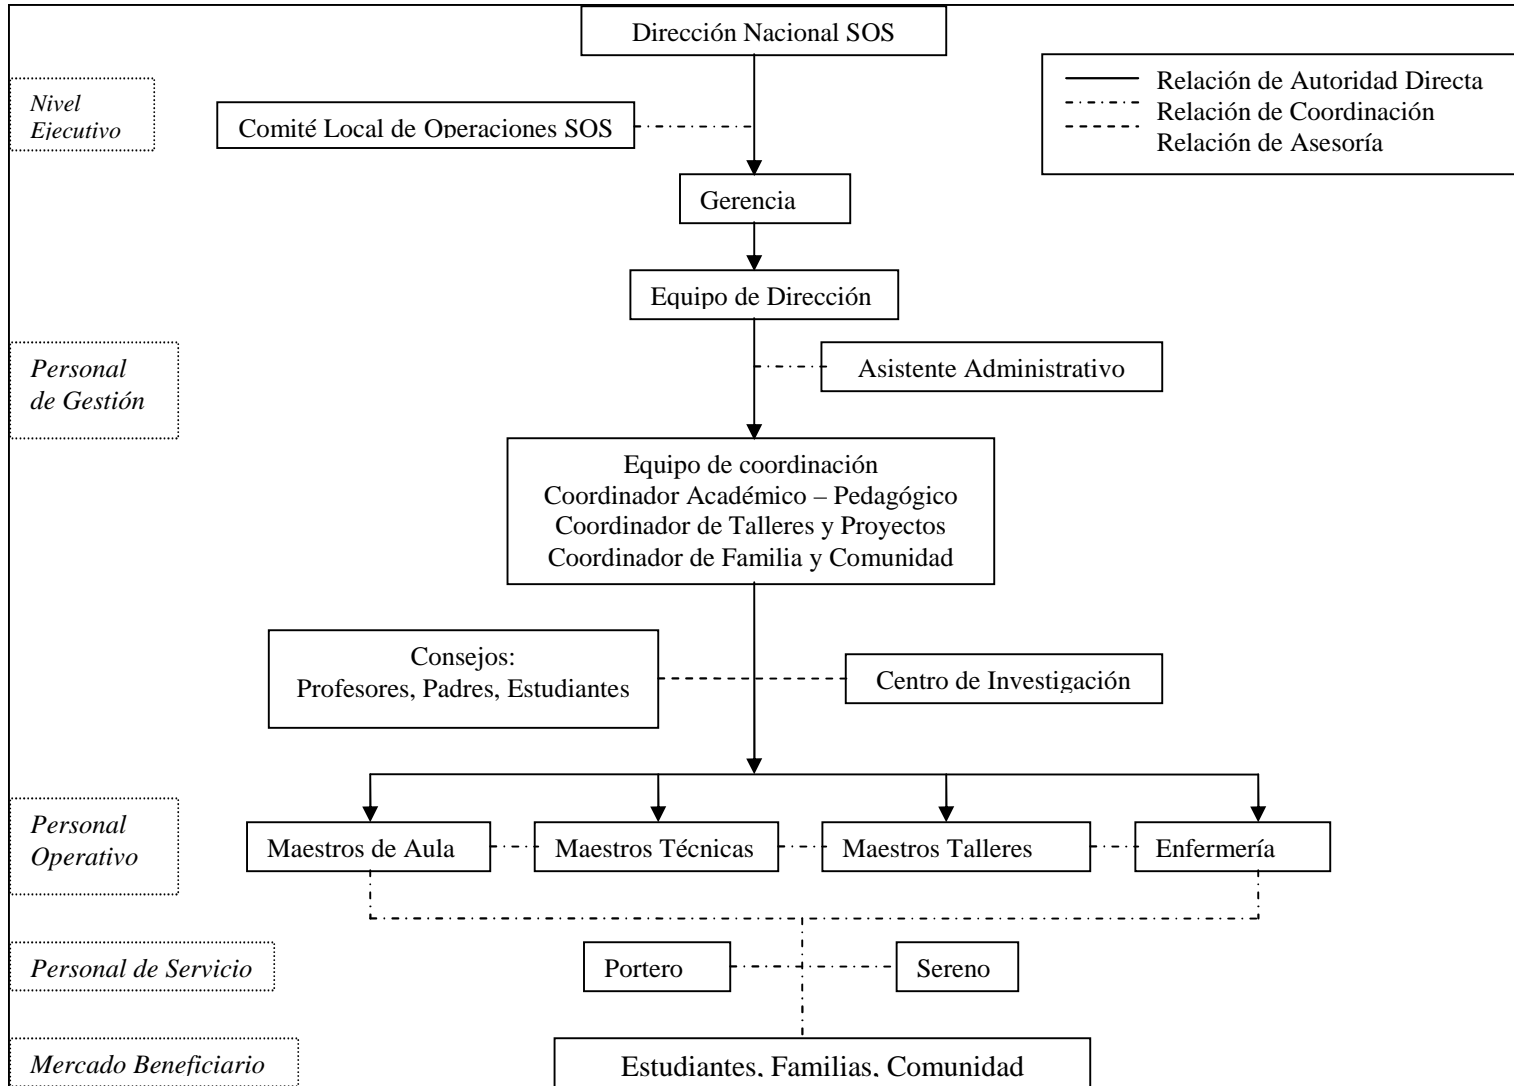 Dirección Nacional SOS
Relación de Autoridad Directa
Relación de Coordinación
Relación de Asesoría
Nivel
Ejecutivo
Comité Local de Operaciones SOS
Gerencia
Equipo de Dirección
Personal
de Gestión
Asistente Administrativo
Equipo de coordinación
Coordinador Académico – Pedagógico
Coordinador de Talleres y Proyectos
Coordinador de Familia y Comunidad
Consejos:
Profesores, Padres, Estudiantes
Centro de Investigación
Personal
Operativo
Maestros de Aula
Maestros Técnicas
Maestros Talleres
Enfermería
Personal de Servicio
Portero
Sereno
Mercado Beneficiario
Estudiantes, Familias, Comunidad